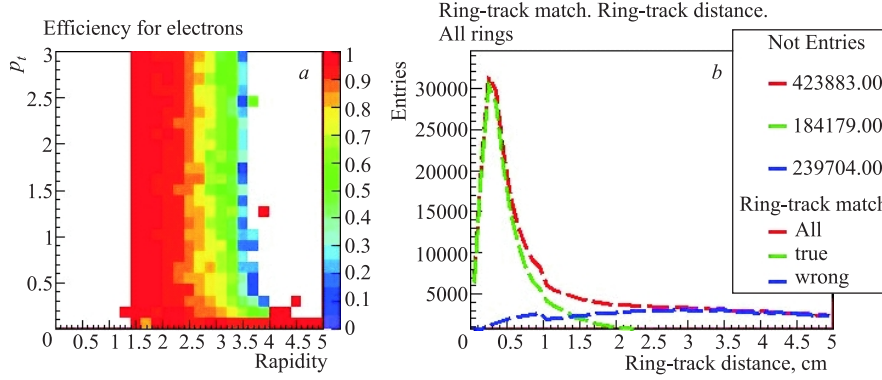 Efficiency for electrons
p_t
3
2.5
2
1.5
1
0.5
0
a
1
0.9
0.8
0.7
0.6
0.5
0.4
0.3
0.2
0.1
0
0 0.5 1 1.5 2 2.5 3 3.5 4 4.5 5
Rapidity
Ring-track match. Ring-track distance.
All rings
Entries
30000
25000
20000
15000
10000
5000
b
Not Entries
423883.00
184179.00
239704.00
Ring-track match
All
true
wrong
0 0.5 1.0 1.5 2 2.5 3 3.5 4 4.5 5
Ring-track distance, cm